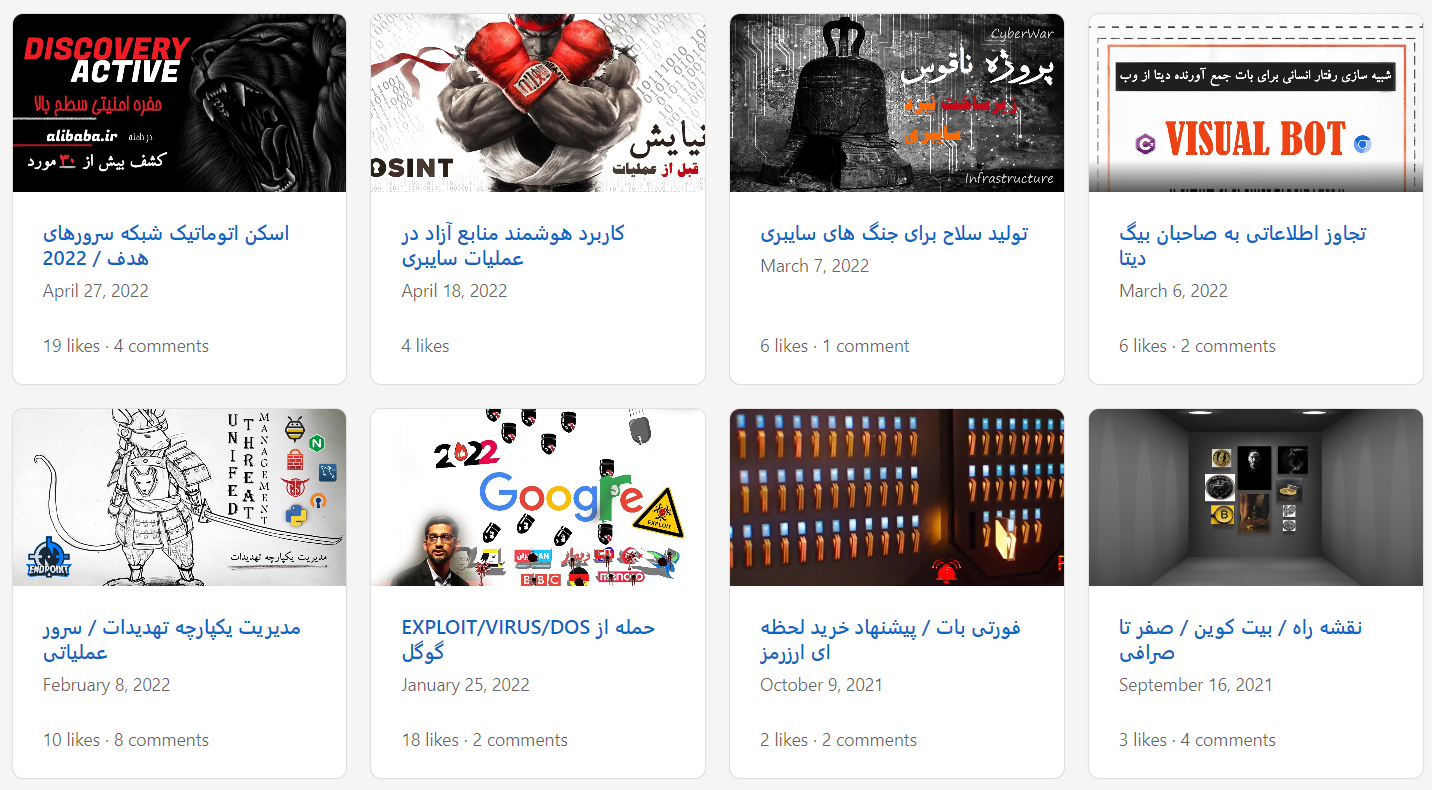 DISCOVERY
ACTIVE
حفره امنیتی سطح بالا
alibaba.ir
کشف بیش از ۳۰ مورد
اسکن اتوماتیک شبکه سرورهای
هدف / 2022
April 27, 2022
19 likes · 4 comments
نیایش
OSINT
قبل از عملیات
کاربرد هوشمند منابع آزاد در
عملیات سایبری
April 18, 2022
4 likes
CyberWar
پروژه ناقوس
زیرساخت نبرد
سایبری
Infrastructure
تولید سلاح برای جنگ های سایبری
March 7, 2022
6 likes · 1 comment
شبیه سازی رفتار انسانی برای بات جمع آورنده دیتا از وب
VISUAL BOT
تجاوز اطلاعاتی به صاحبان بیگ
دیتا
March 6, 2022
6 likes · 2 comments
UNIFED
THREAT
MANAGEMENT
مدیریت یکپارچه تهدیدات
ENDPOINT
مدیریت یکپارچه تهدیدات / سرور
عملیاتی
February 8, 2022
10 likes · 8 comments
2022
Google
EXPLOIT
BBC
manoto
حمله از EXPLOIT/VIRUS/DOS
گوگل
January 25, 2022
18 likes · 2 comments
فورتی بات / پیشنهاد خرید لحظه
ای ارزرمز
October 9, 2021
2 likes · 2 comments
نقشه راه / بیت کوین / صفر تا
صرافی
September 16, 2021
3 likes · 4 comments